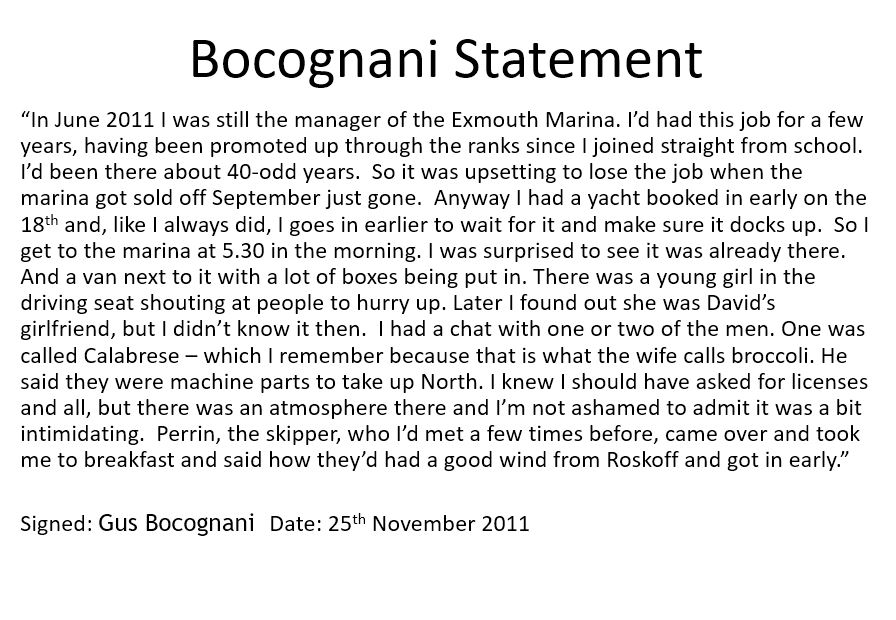 Bocognani Statement
“In June 2011 I was still the manager of the Exmouth Marina. I’d had this job for a few
years, having been promoted up through the ranks since I joined straight from school.
I’d been there about 40-odd years.  So it was upsetting to lose the job when the
marina got sold off September just gone.  Anyway I had a yacht booked in early on the
18th and, like I always did, I goes in earlier to wait for it and make sure it docks up.  So I
get to the marina at 5.30 in the morning. I was surprised to see it was already there.
And a van next to it with a lot of boxes being put in. There was a young girl in the
driving seat shouting at people to hurry up. Later I found out she was David’s
girlfriend, but I didn’t know it then.  I had a chat with one or two of the men. One was
called Calabrese – which I remember because that is what the wife calls broccoli. He
said they were machine parts to take up North. I knew I should have asked for licenses
and all, but there was an atmosphere there and I’m not ashamed to admit it was a bit
intimidating.  Perrin, the skipper, who I’d met a few times before, came over and took
me to breakfast and said how they’d had a good wind from Roskoff and got in early.”
Signed: Gus Bocognani  Date: 25th November 2011